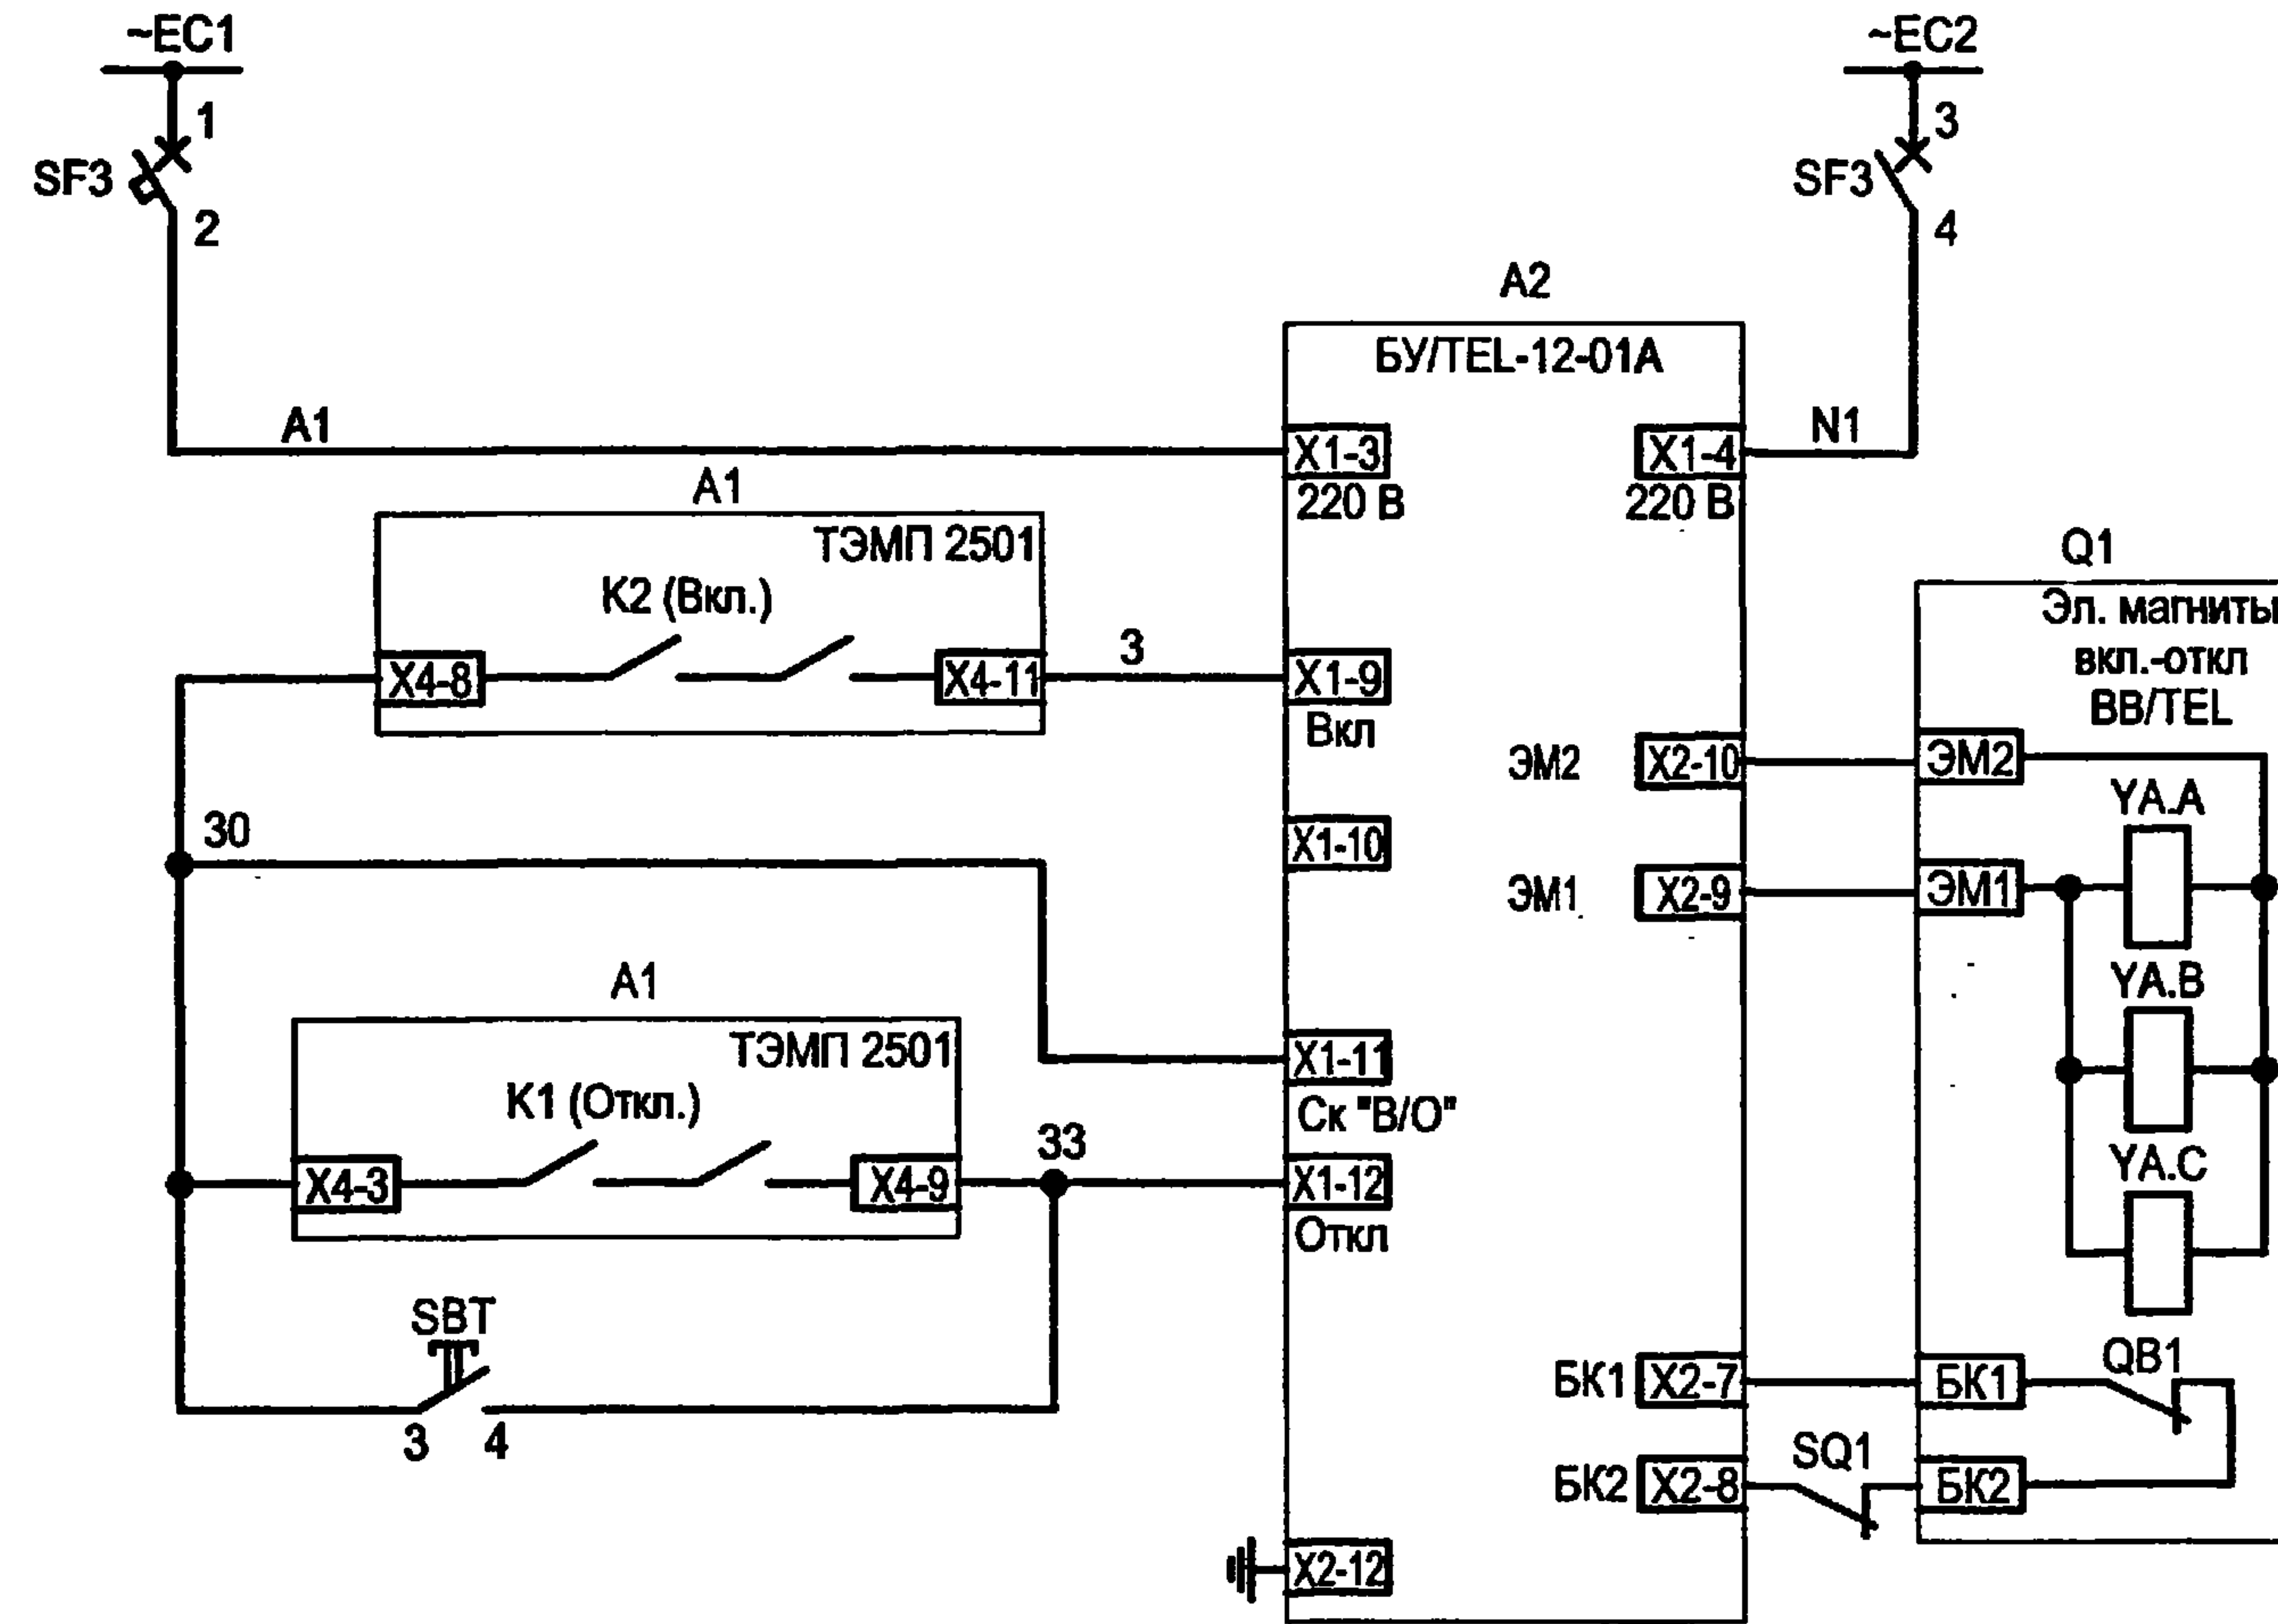 ~EC1
~EC2
1
3
SF3
SF3
2
4
A2
БУ/TEL-12-01A
A1
N1
X1-3
X1-4
220 В
220 В
A1
ТЭМП 2501
Q1
Эл. магниты
вкл.-откл
BB/TEL
K2 (Вкл.)
3
X4-8
X4-11
X1-9
Вкл
ЭМ2
X2-10
ЭМ2
YA.A
30
X1-10
ЭМ1
X2-9
ЭМ1
A1
YA.B
ТЭМП 2501
X1-11
Ск "В/О"
K1 (Откл.)
33
X4-3
X4-9
X1-12
Откл
YA.C
SBT
3
4
БК1
X2-7
БК1
QB1
SQ1
БК2
X2-8
БК2
X2-12